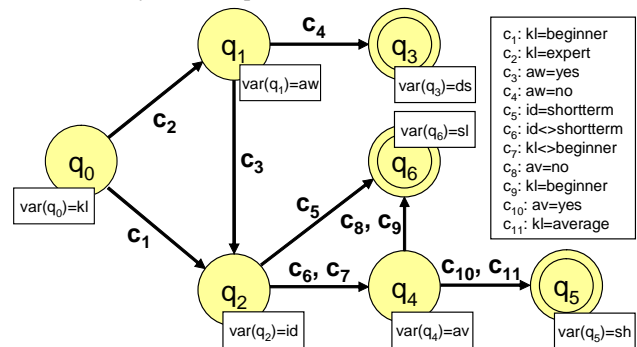 q1
c4
q3
var(q1)=aw
var(q3)=ds
c1: kl=beginner
c2: kl=expert
c3: aw=yes
c4: aw=no
c5: id=shortterm
c6: id<>shortterm
c7: kl<>beginner
c8: av=no
c9: kl=beginner
c10: av=yes
c11: kl=average
var(q6)=sl
c2
c3
q0
q6
var(q0)=kl
c5
c8, c9
c1
c6, c7
c10, c11
q2
q4
q5
var(q2)=id
var(q4)=av
var(q5)=sh